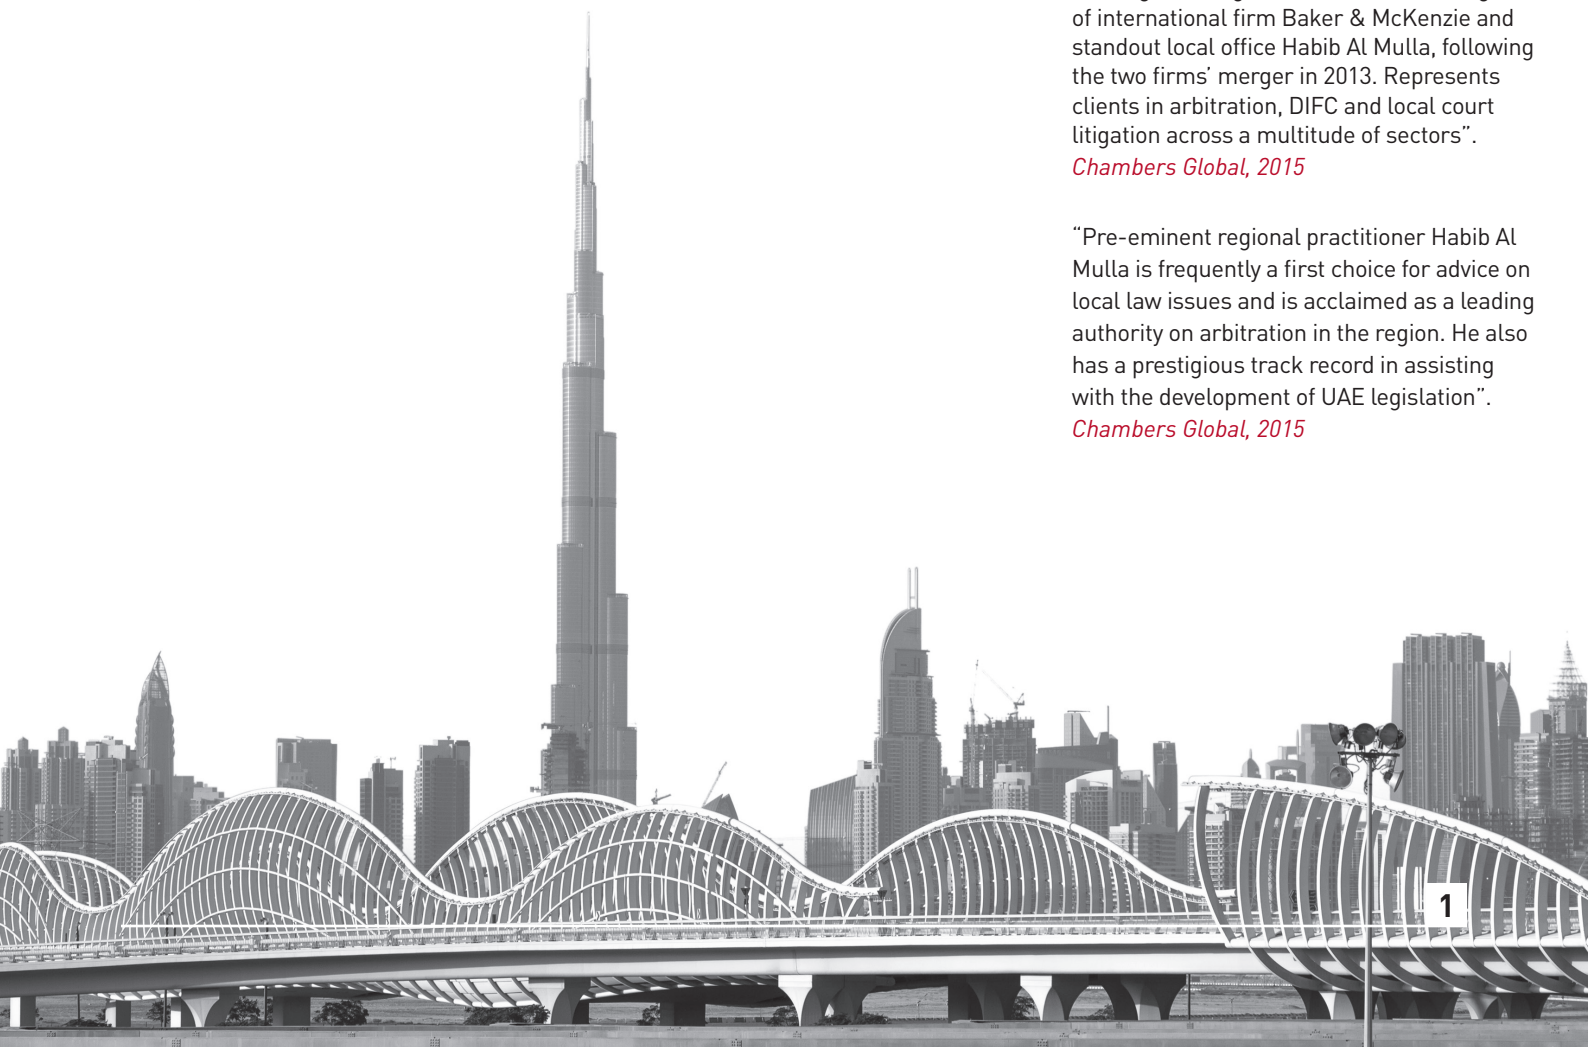 of international firm Baker & McKenzie and
standout local office Habib Al Mulla, following
the two firms’ merger in 2013. Represents
clients in arbitration, DIFC and local court
litigation across a multitude of sectors”.
Chambers Global, 2015
“Pre-eminent regional practitioner Habib Al
Mulla is frequently a first choice for advice on
local law issues and is acclaimed as a leading
authority on arbitration in the region. He also
has a prestigious track record in assisting
with the development of UAE legislation”.
Chambers Global, 2015
1